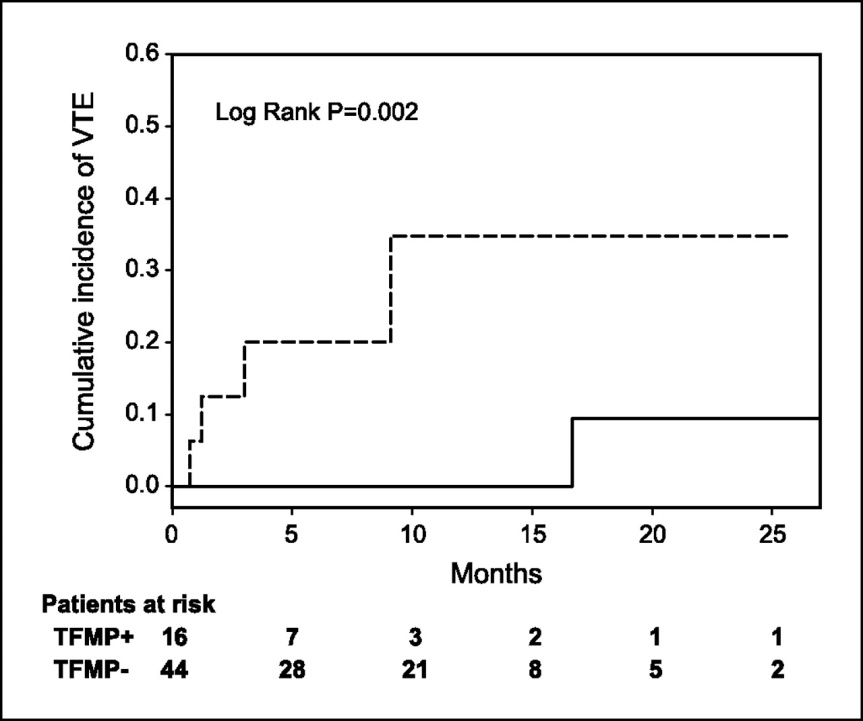 0.6
Log Rank P=0.002
0.5
0.4
0.3
0.2
0.1
0.0
Cumulative incidence of VTE
0 5 10 15 20 25
Months
Patients at risk
TFMP+ 16 7 3 2 1 1
TFMP- 44 28 21 8 5 2